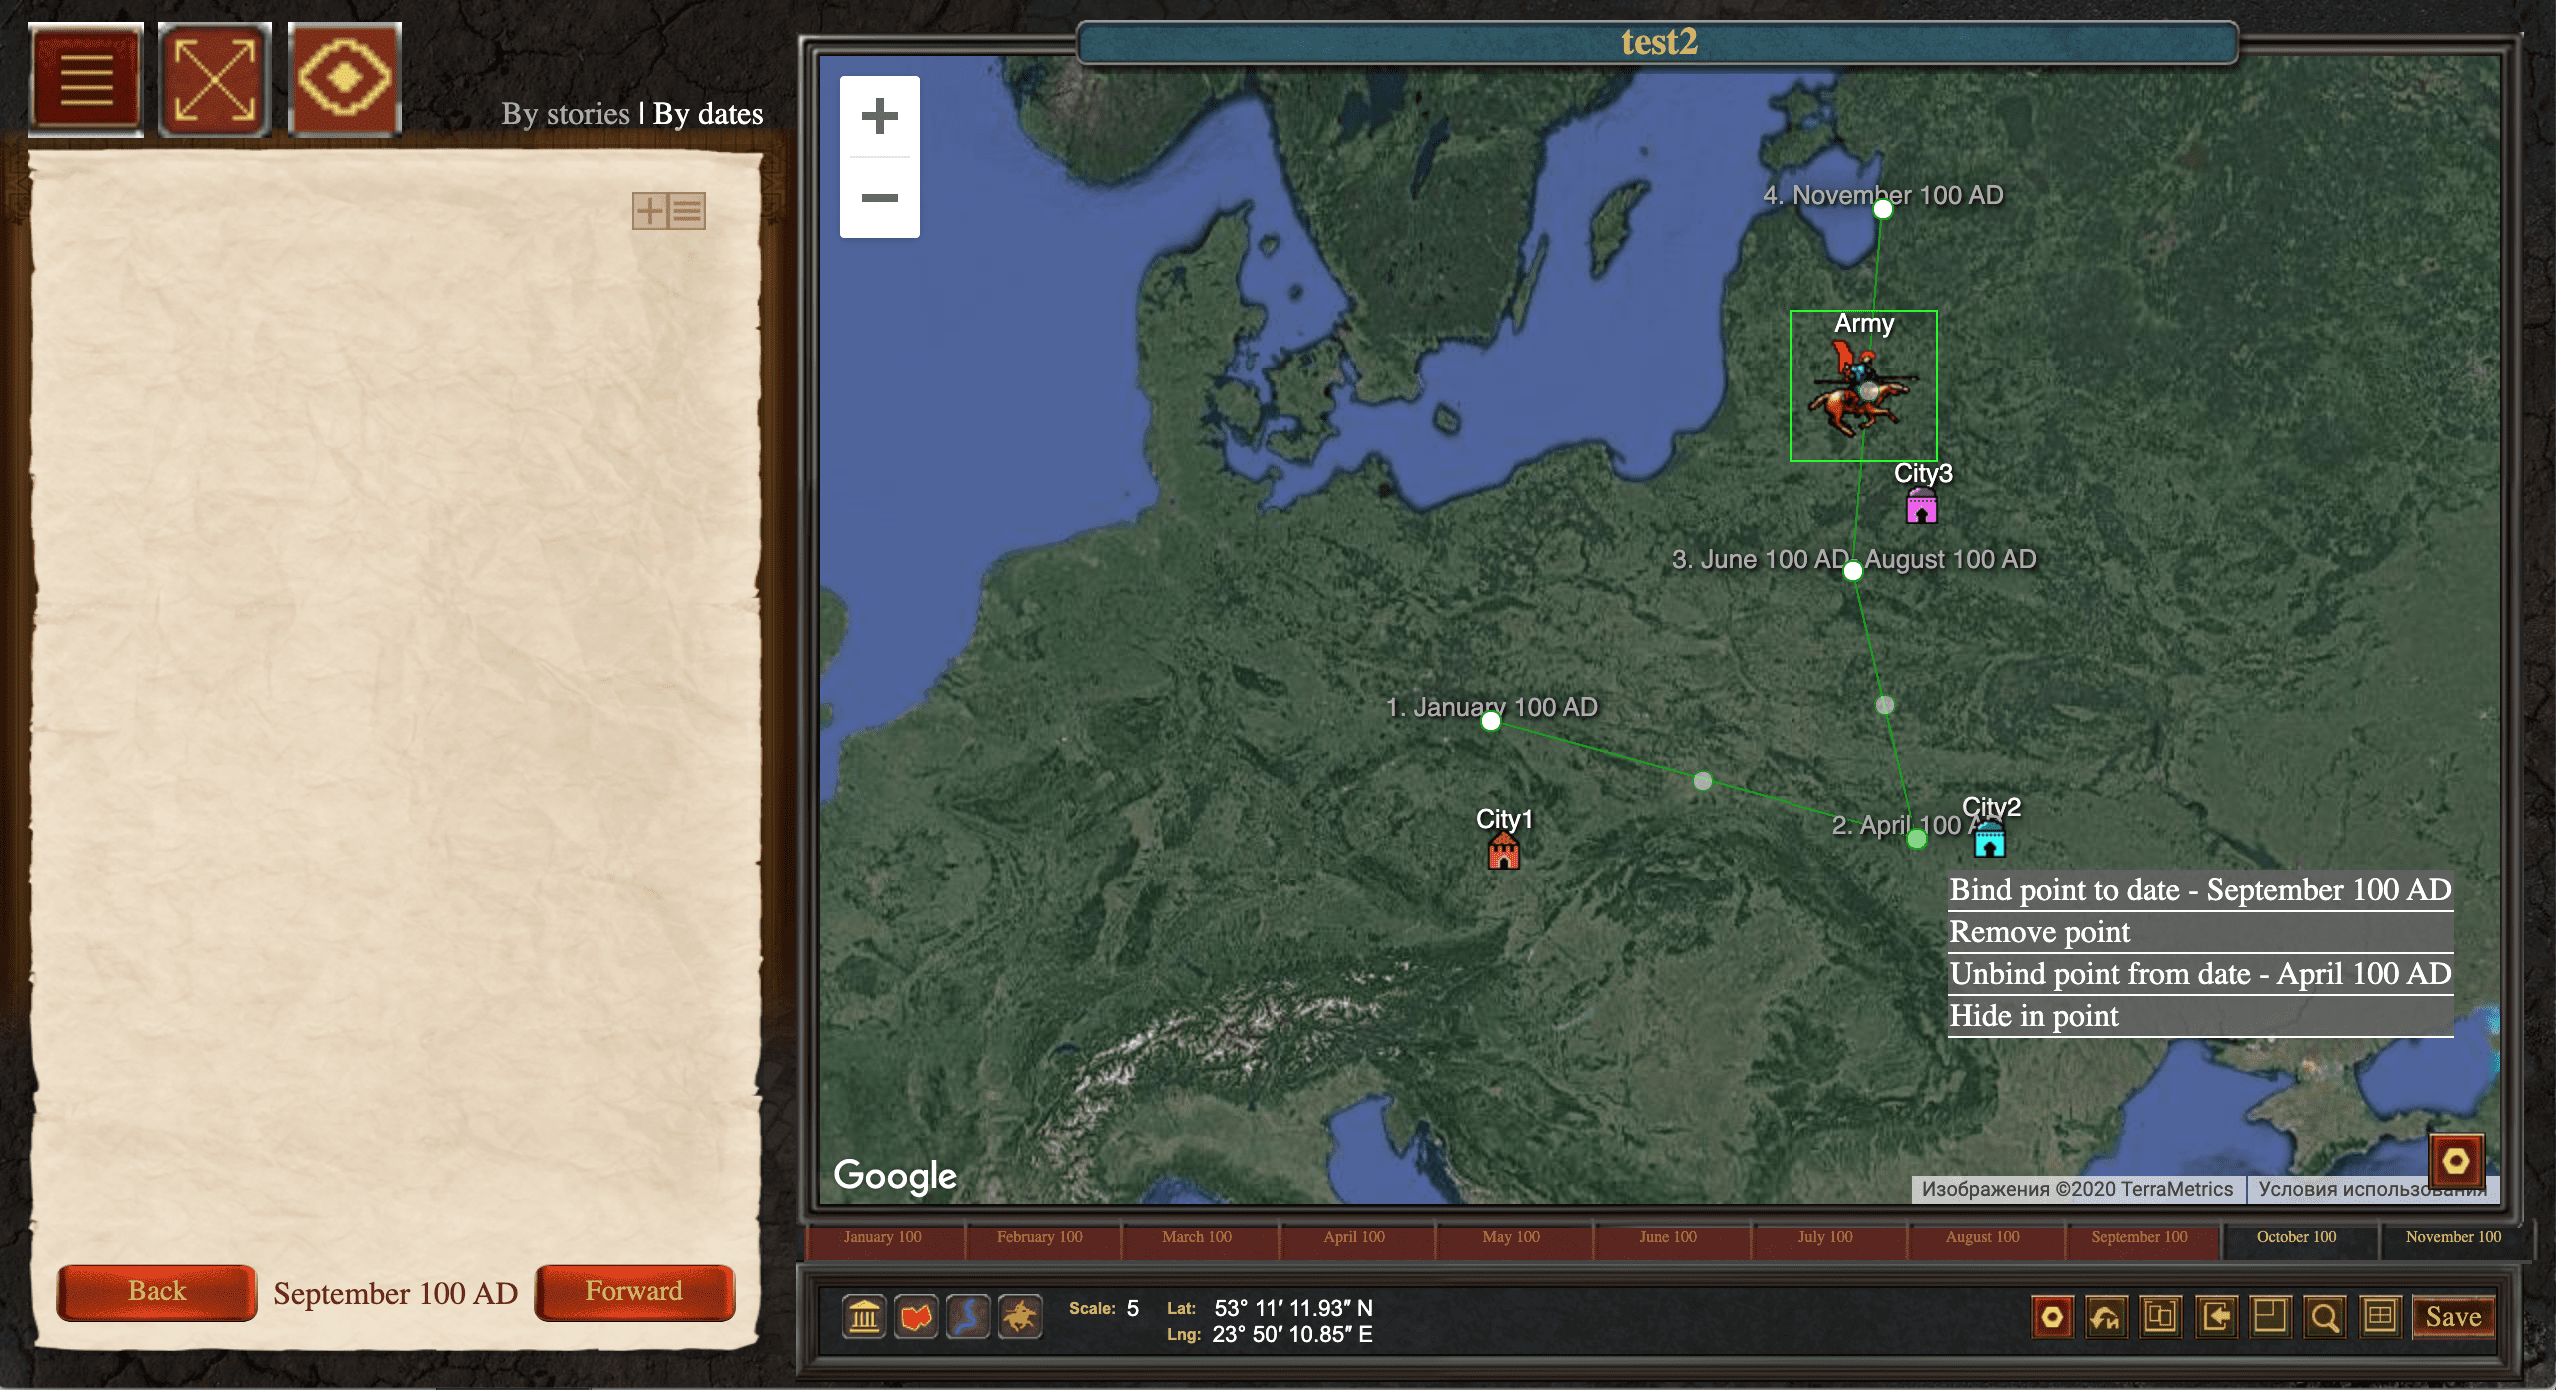 test2
By stories | By dates
4. November 100 AD
Army
City3
3. June 100 AD August 100 AD
1. January 100 AD
City1
City2
2. April 100
Bind point to date - September 100 AD
Remove point
Unbind point from date - April 100 AD
Hide in point
Google
Изображения ©2020 TerraMetrics
Условия использования
January 100
February 100
March 100
April 100
May 100
June 100
July 100
August 100
September 100
October 100
November 100
Back
September 100 AD
Forward
Scale: 5
Lat: 53° 11′ 11.93″ N
Lng: 23° 50′ 10.85″ E
Save